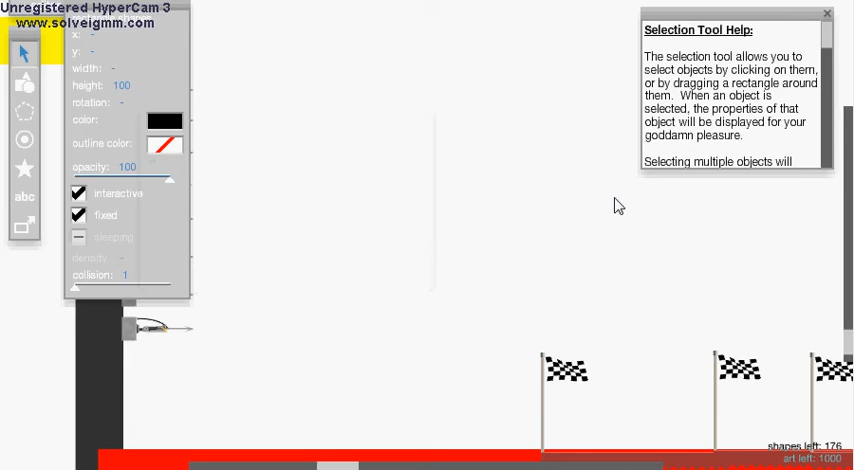 Unregistered HyperCam 3
www.solveigmm.com
x: -
y: -
width: -
height: 100
rotation: -
color:
outline color:
opacity: 100
interactive
fixed
sleeping
density: -
collision: 1
abc
Selection Tool Help:
The selection tool allows you to
select objects by clicking on them,
or by dragging a rectangle around
them. When an object is
selected, the properties of that
object will be displayed for your
goddamn pleasure.
Selecting multiple objects will
shapes left: 176
art left: 1000